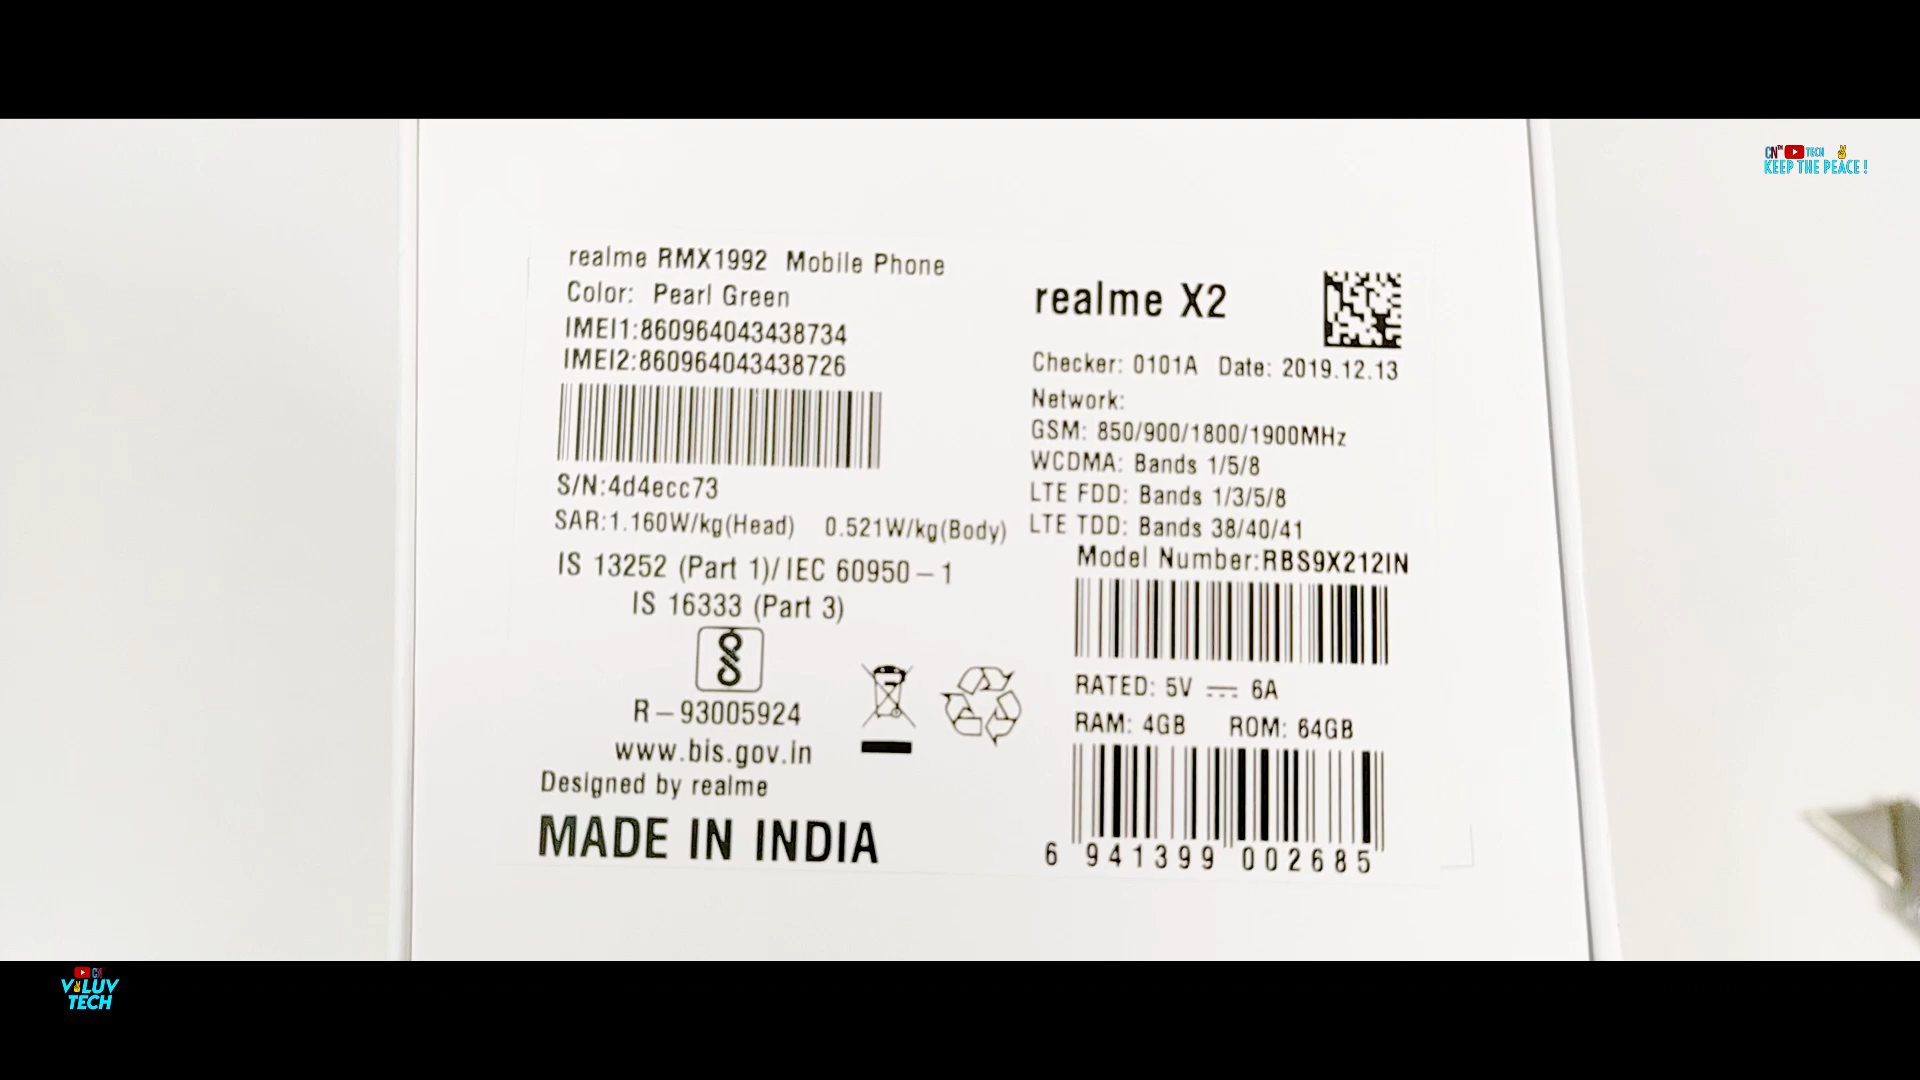 CN™ TECH
KEEP THE PEACE !
realme RMX1992 Mobile Phone
Color: Pearl Green
IMEI1:860964043438734
IMEI2:860964043438726
S/N:4d4ecc73
SAR:1.160W/kg(Head) 0.521W/kg(Body)
IS 13252 (Part 1)/ IEC 60950 – 1
IS 16333 (Part 3)
R – 93005924
www.bis.gov.in
Designed by realme
MADE IN INDIA
realme X2
Checker: 0101A Date: 2019.12.13
Network:
GSM: 850/900/1800/1900MHz
WCDMA: Bands 1/5/8
LTE FDD: Bands 1/3/5/8
LTE TDD: Bands 38/40/41
Model Number:RBS9X212IN
RATED: 5V ⎓ 6A
RAM: 4GB ROM: 64GB
6 941399 002685
CN
V LUV
TECH